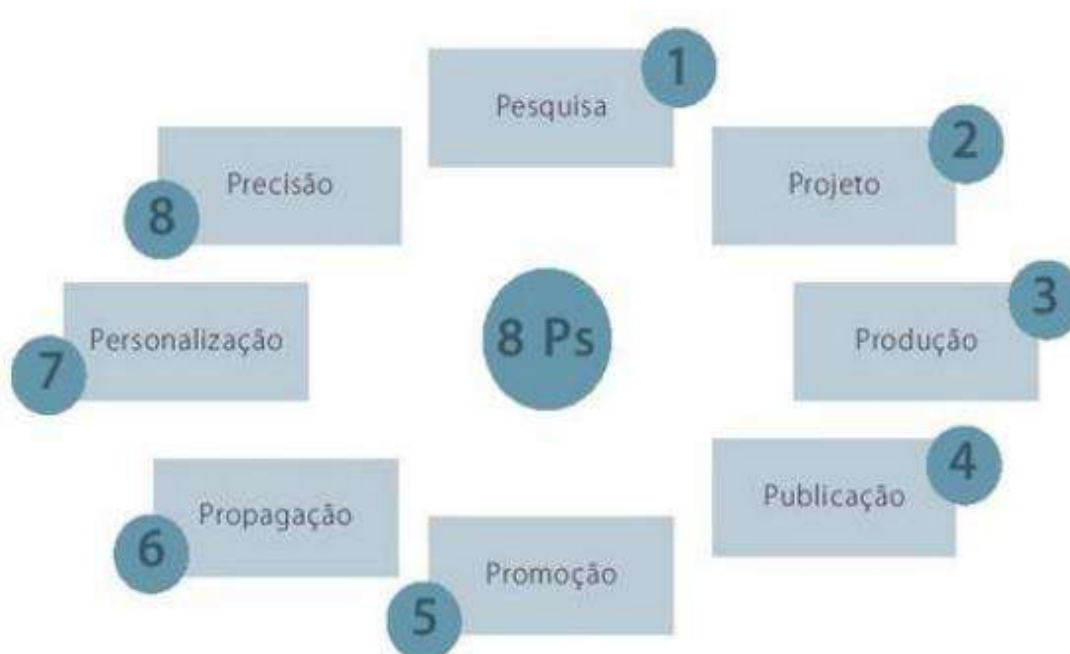 1
Pesquisa
2
Projeto
3
Produção
4
Publicação
5
Promoção
6
Propagação
7
Personalização
8
Precisão
8 Ps